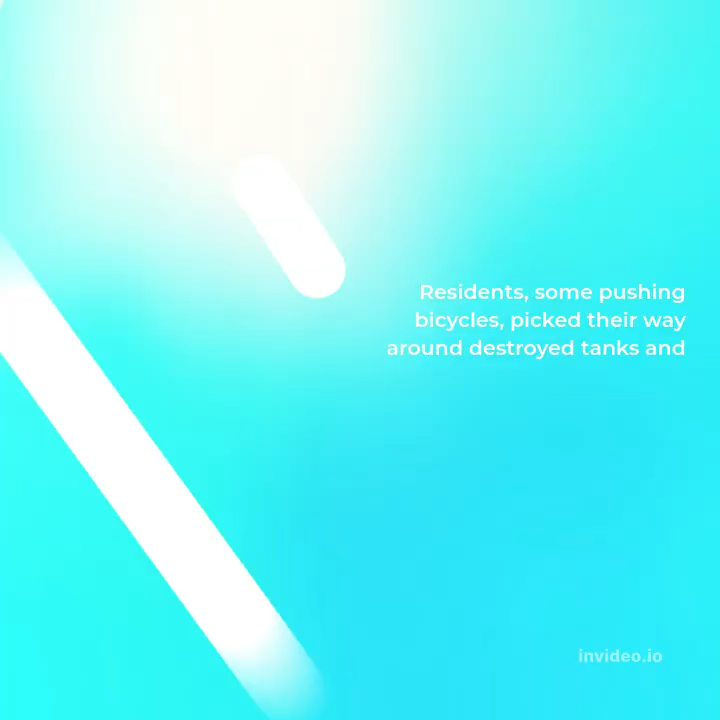 Residents, some pushing
bicycles, picked their way
around destroyed tanks and
invideo.io